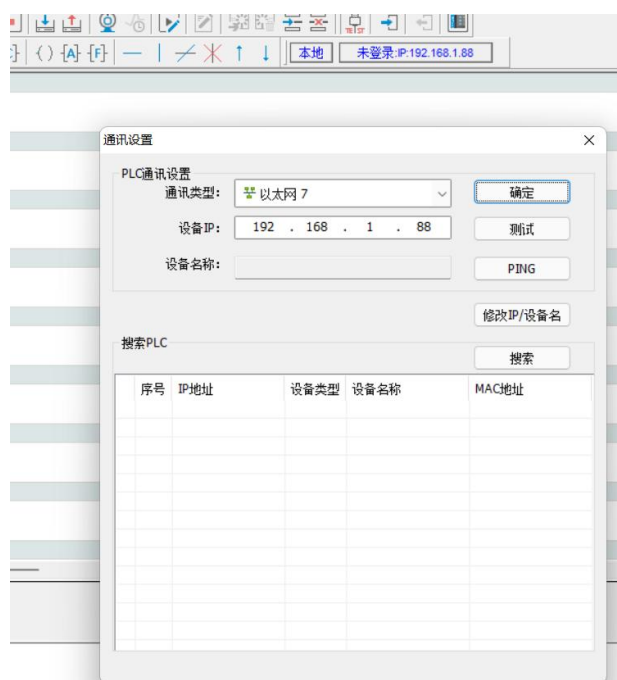 {A} {F} 本地 未登录:IP:192.168.1.88
通讯设置
PLC通讯设置
通讯类型: 以太网 7
确定
设备IP: 192 . 168 . 1 . 88
测试
设备名称:
PING
修改IP/设备名
搜索PLC
搜索
序号 IP地址 设备类型 设备名称 MAC地址